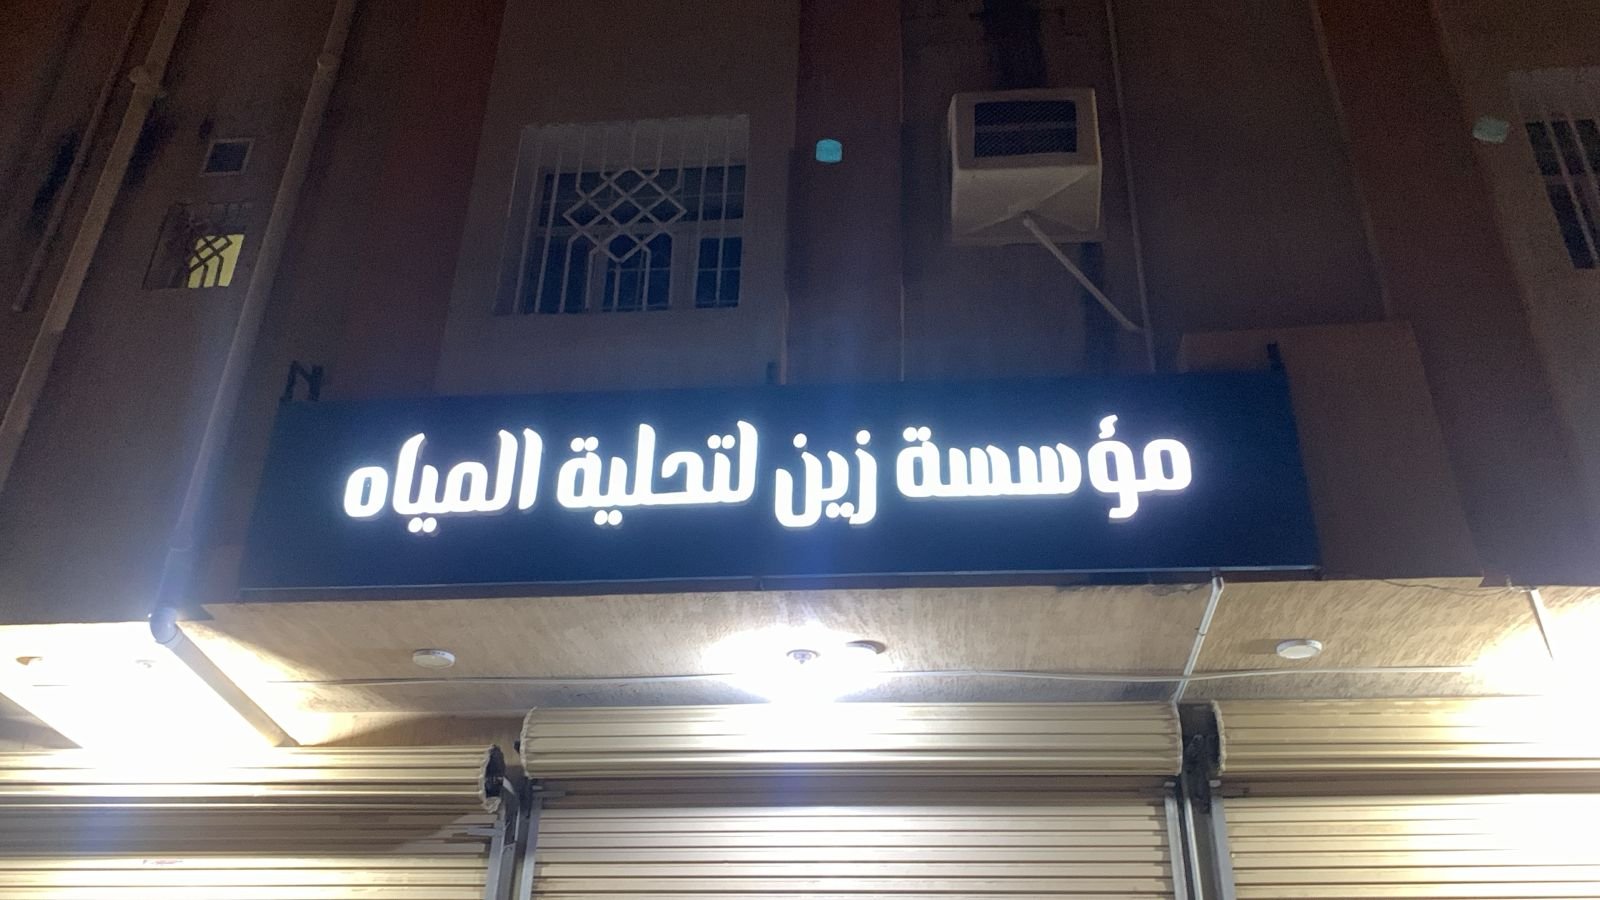 مؤسسة زين لتحلية المياه